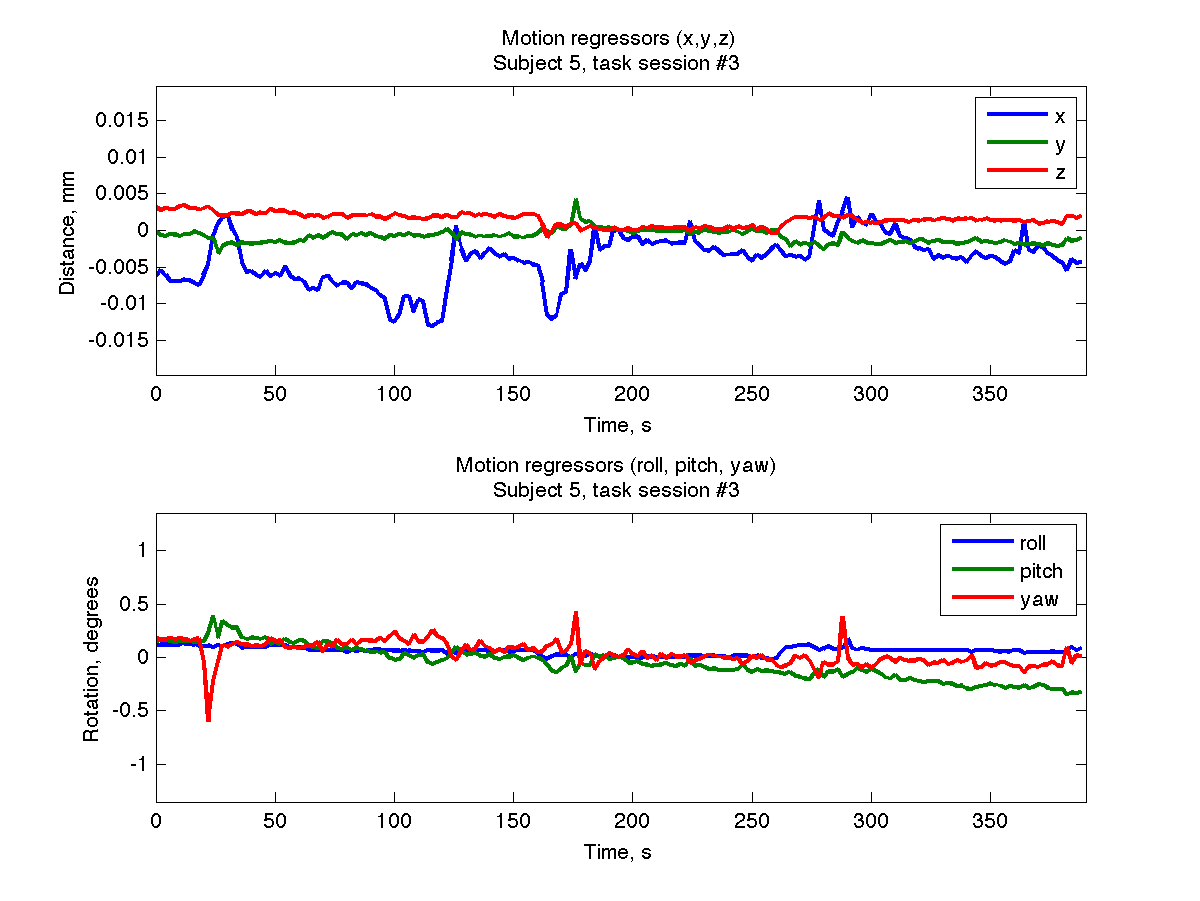 Motion regressors (x,y,z)
Subject 5, task session #3
0.015
0.01
0.005
0
-0.005
-0.01
-0.015
Distance, mm
x
y
z
0 50 100 150 200 250 300 350
Time, s
Motion regressors (roll, pitch, yaw)
Subject 5, task session #3
1
0.5
0
-0.5
-1
Rotation, degrees
roll
pitch
yaw
0 50 100 150 200 250 300 350
Time, s